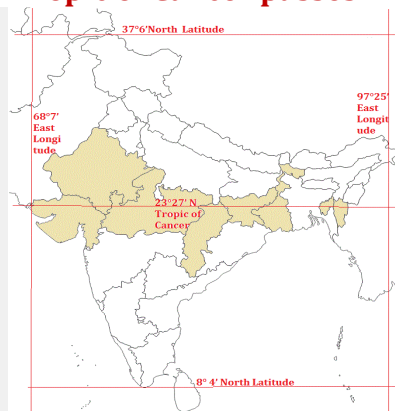 37°6'North Latitude
97°25'
East
Longit
ude
68°7'
East
Longi
tude
23°27' N
Tropic of
Cancer
8° 4' North Latitude